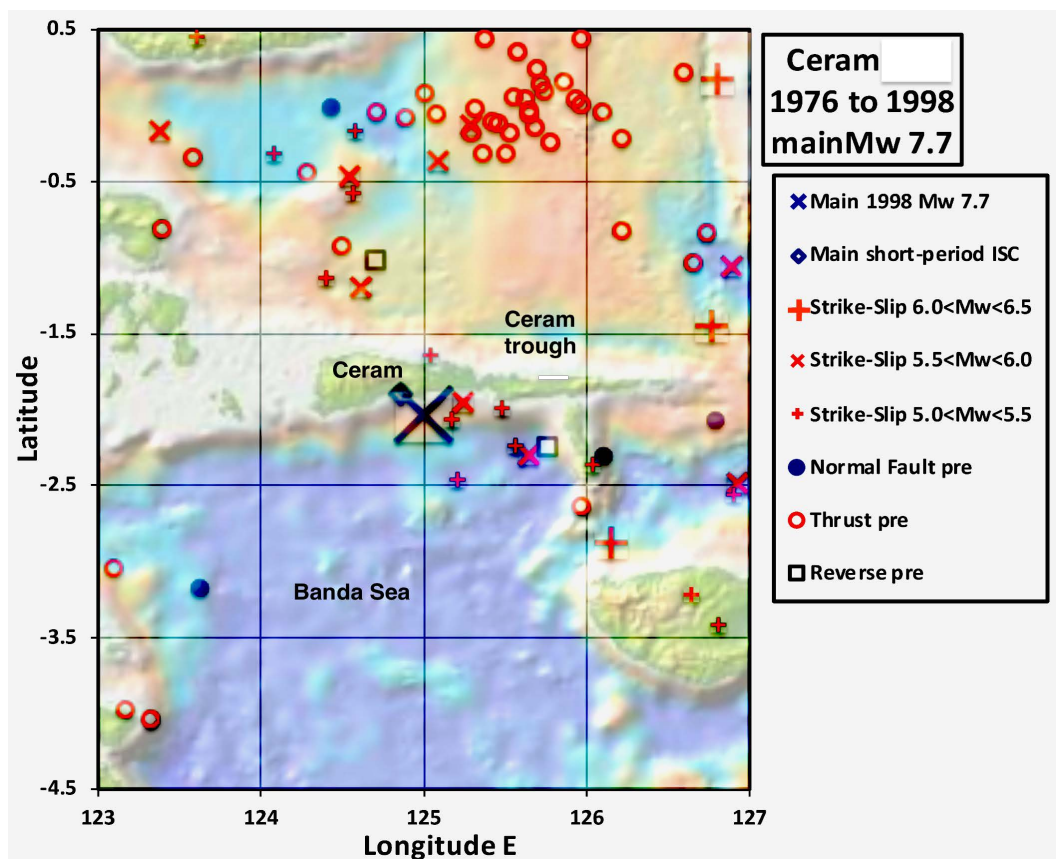 Ceram
1976 to 1998
mainMw 7.7
0.5
-0.5
-1.5
-2.5
-3.5
-4.5
Latitude
123
124
125
126
127
Longitude E
Ceram
trough
Ceram
Banda Sea
Main 1998 Mw 7.7
Main short-period ISC
Strike-Slip 6.0<Mw<6.5
Strike-Slip 5.5<Mw<6.0
Strike-Slip 5.0<Mw<5.5
Normal Fault pre
Thrust pre
Reverse pre